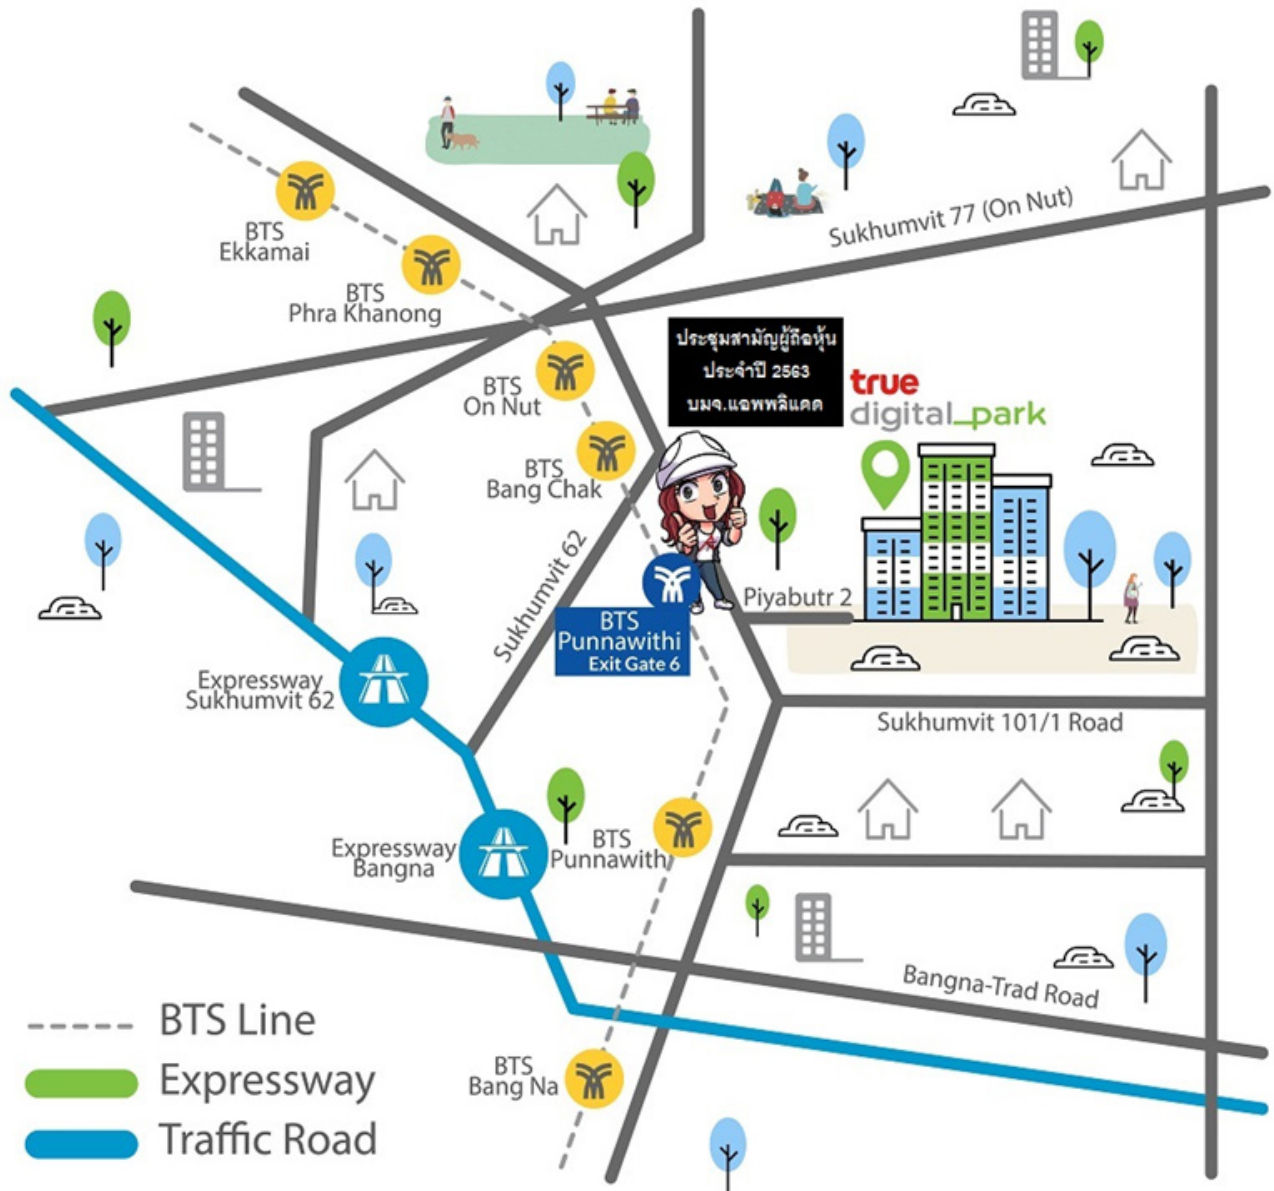 BTS
Ekkamai
BTS
Phra Khanong
Sukhumvit 77 (On Nut)
ประชุมสามัญผู้ถือหุ้น
ประจำปี 2563
บมจ.แอพพลิแคด
true
digital_park
BTS
On Nut
BTS
Bang Chak
Sukhumvit 62
Piyabutr 2
BTS
Punnawithi
Exit Gate 6
Expressway
Sukhumvit 62
Sukhumvit 101/1 Road
Expressway
Bangna
BTS
Punnawith
Bangna-Trad Road
BTS Line
Expressway
Traffic Road
BTS
Bang Na